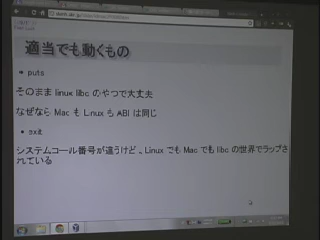 適当でも動くもの
puts
そのまま linux libc のやつで大丈夫
なぜなら Mac も Linux も ABI は同じ
exit
システムコール番号が違うけど、Linux でも Mac でも libc の世界でラップさ
れている